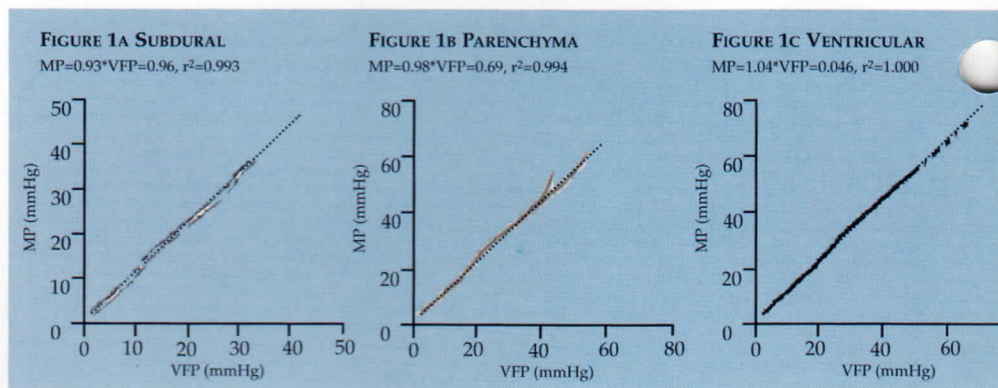 FIGURE 1A SUBDURAL
MP=0.93*VFP=0.96, r²=0.993
50
40
30
20
10
0
MP (mmHg)
0 10 20 30 40 50
VFP (mmHg)
FIGURE 1B PARENCHYMA
MP=0.98*VFP=0.69, r²=0.994
80
60
40
20
0
MP (mmHg)
0 20 40 60 80
VFP (mmHg)
FIGURE 1C VENTRICULAR
MP=1.04*VFP=0.046, r²=1.000
80
60
40
20
0
MP (mmHg)
0 20 40 60
VFP (mmHg)